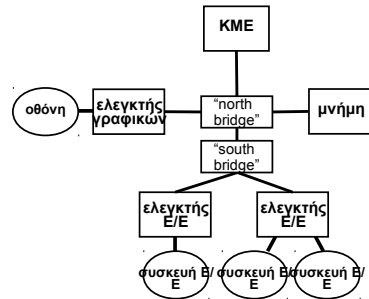 ΚΜΕ
οθόνη
ελεγκτής
γραφικών
“north
bridge”
μνήμη
“south
bridge”
ελεγκτής
Ε/Ε
ελεγκτής
Ε/Ε
συσκευή Ε/
Ε
συσκευή Ε/
Ε
συσκευή Ε/
Ε